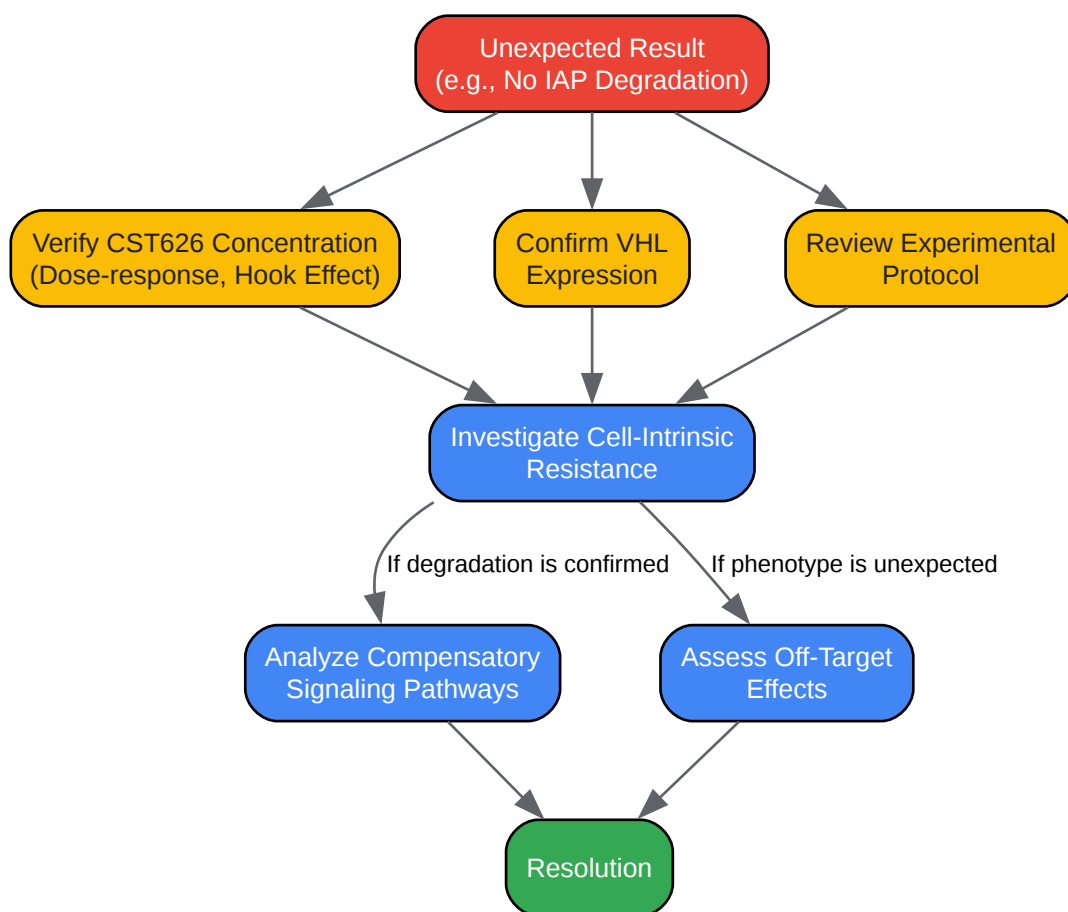 Unexpected Result
(e.g., No IAP Degradation)
Verify CST626 Concentration
(Dose-response, Hook Effect)
Confirm VHL
Expression
Review Experimental
Protocol
Investigate Cell-Intrinsic
Resistance
If degradation is confirmed
If phenotype is unexpected
Analyze Compensatory
Signaling Pathways
Assess Off-Target
Effects
Resolution